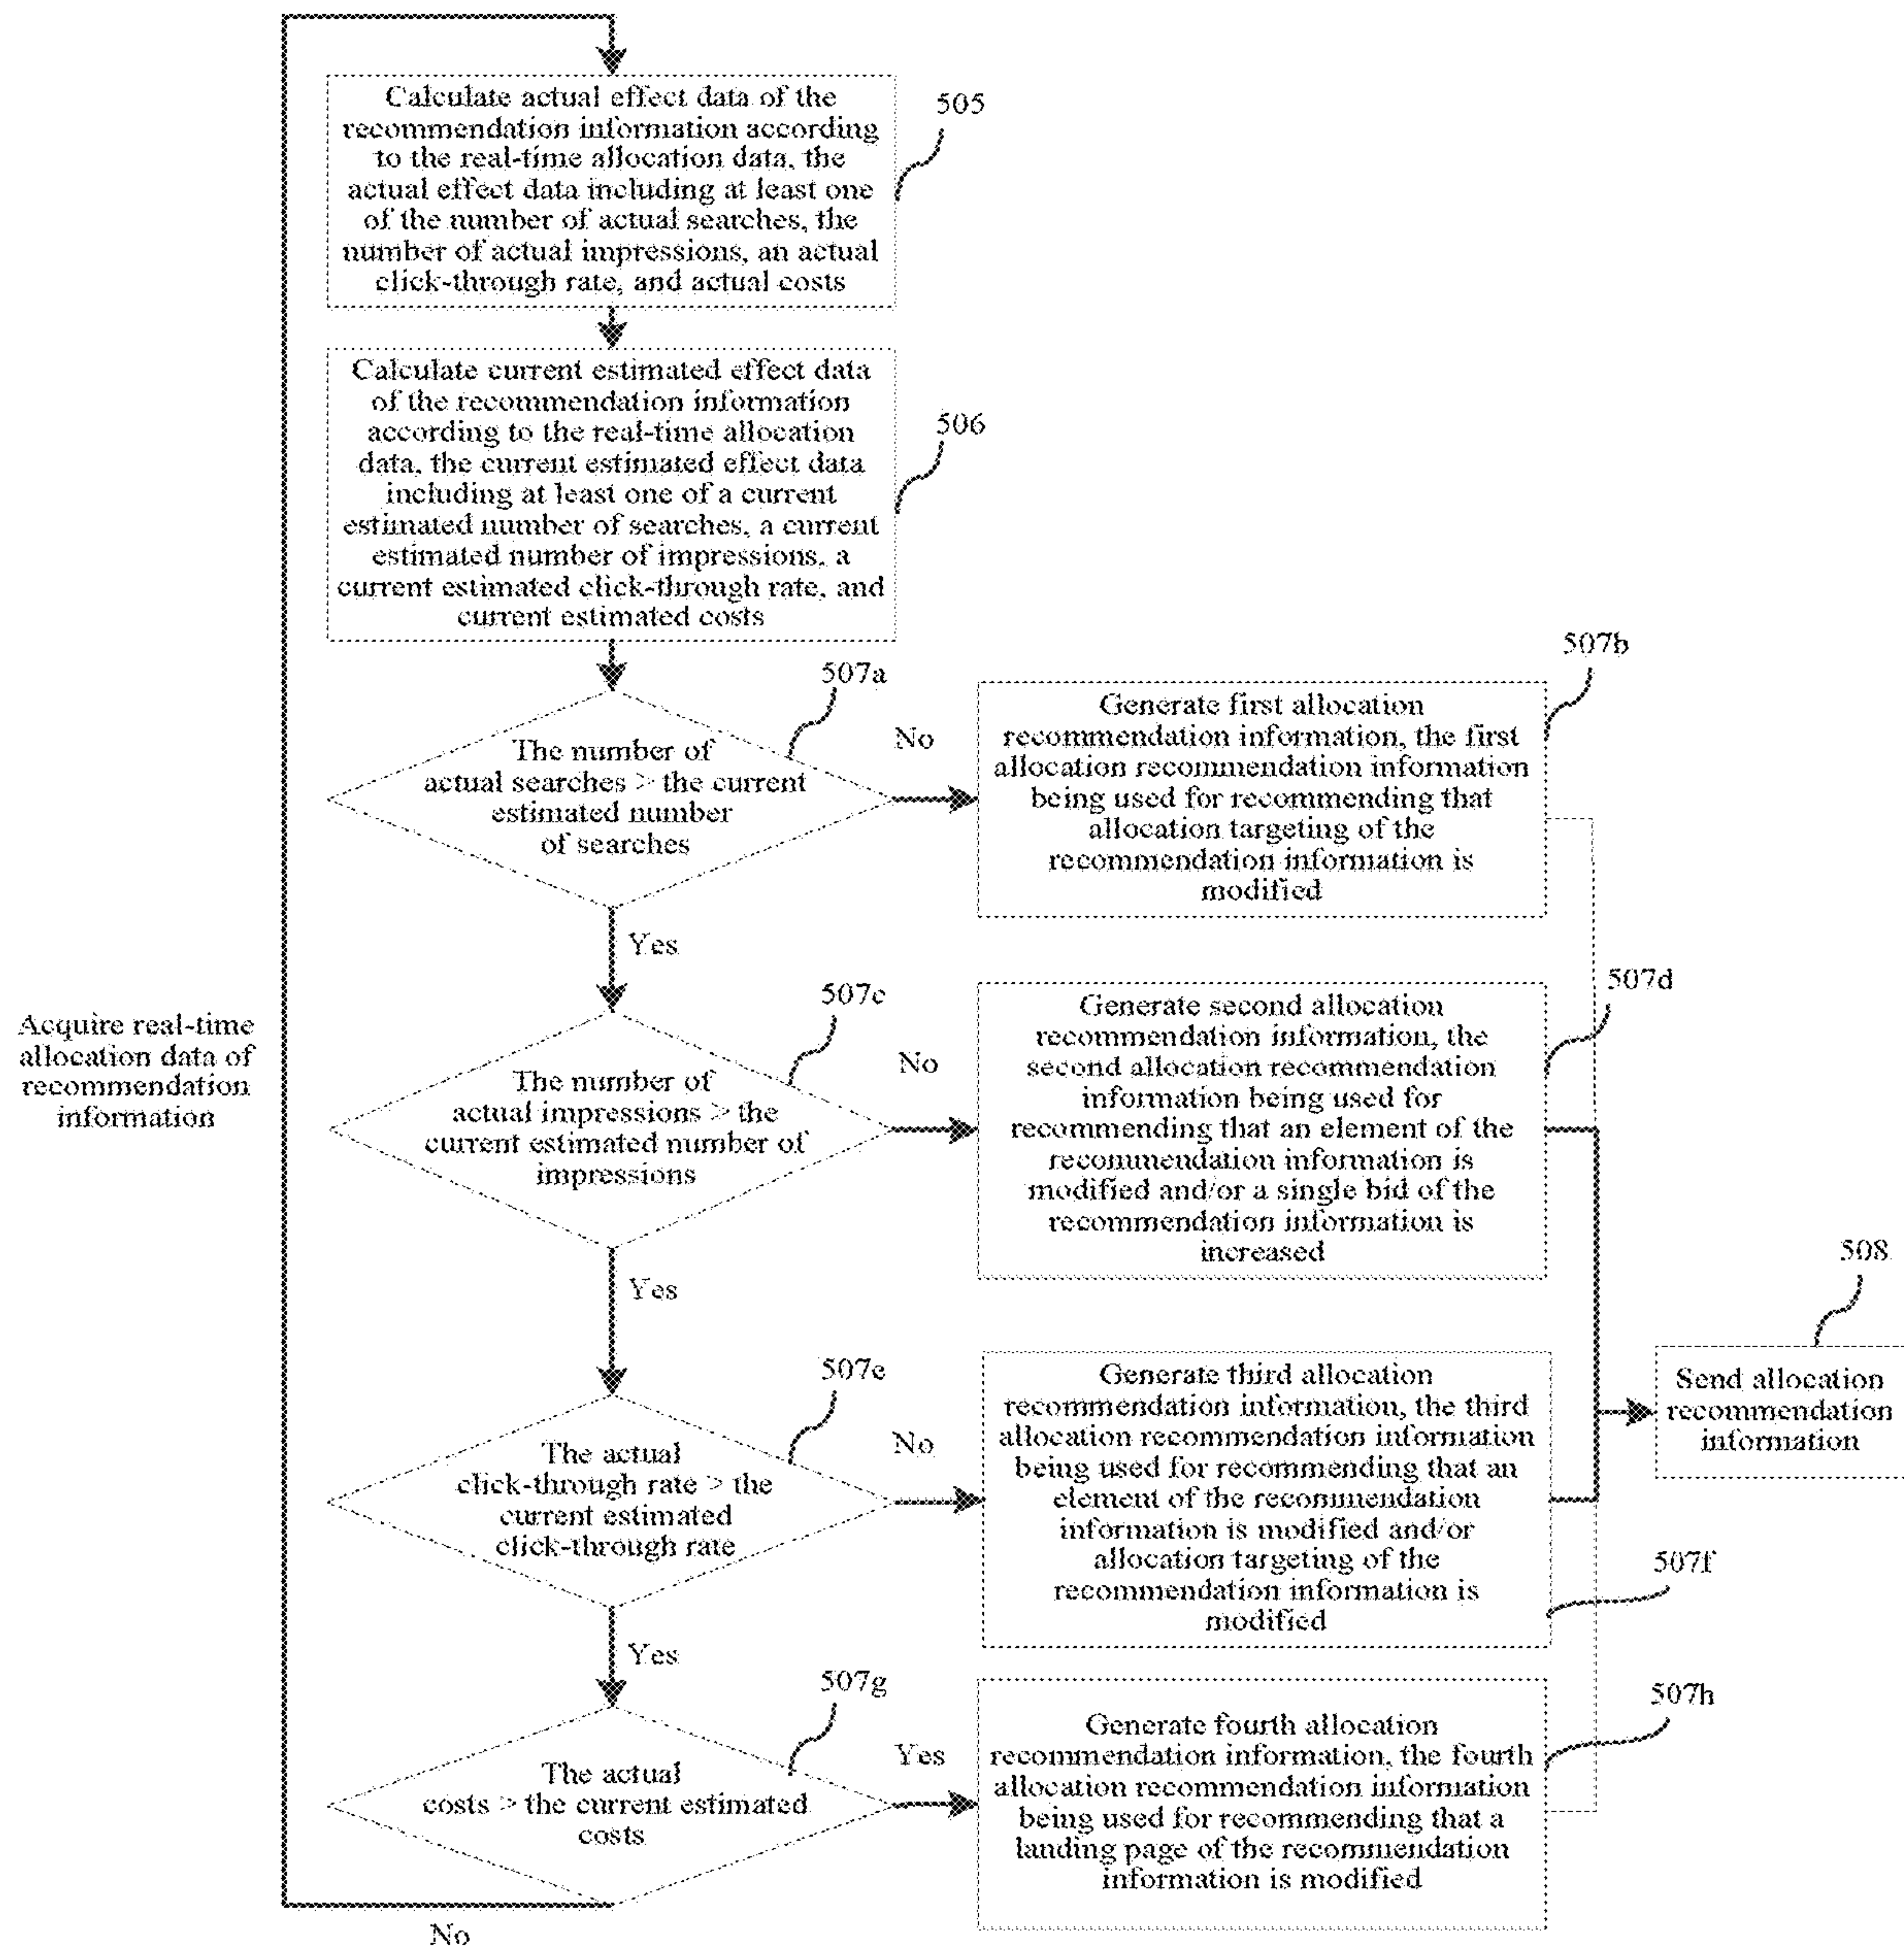 Calculate actual effect data of the
recommendation information according
to the real-time allocation data, the
actual effect data including at least one
of the number of actual searches, the
number of actual impressions, an actual
click-through rate, and actual costs
505
Calculate current estimated effect data
of the recommendation information
according to the real-time allocation
data, the current estimated effect data
including at least one of a current
estimated number of searches, a current
estimated number of impressions, a
current estimated click-through rate, and
current estimated costs
506
The number of
actual searches > the current
estimated number
of searches
507a
No
Yes
Generate first allocation
recommendation information, the first
allocation recommendation information
being used for recommending that
allocation targeting of the
recommendation information is
modified
507b
Acquire real-time
allocation data of
recommendation
information
The number of
actual impressions > the
current estimated number of
impressions
507c
No
Yes
Generate second allocation
recommendation information, the
second allocation recommendation
information being used for
recommending that an element of the
recommendation information is
modified and/or a single bid of the
recommendation information is
increased
507d
The actual
click-through rate > the
current estimated
click-through rate
507e
No
Yes
Generate third allocation
recommendation information, the third
allocation recommendation information
being used for recommending that an
element of the recommendation
information is modified and/or
allocation targeting of the
recommendation information is
modified
507f
508
Send allocation
recommendation
information
The actual
costs > the current estimated
costs
507g
Yes
No
Generate fourth allocation
recommendation information, the fourth
allocation recommendation information
being used for recommending that a
landing page of the recommendation
information is modified
507h